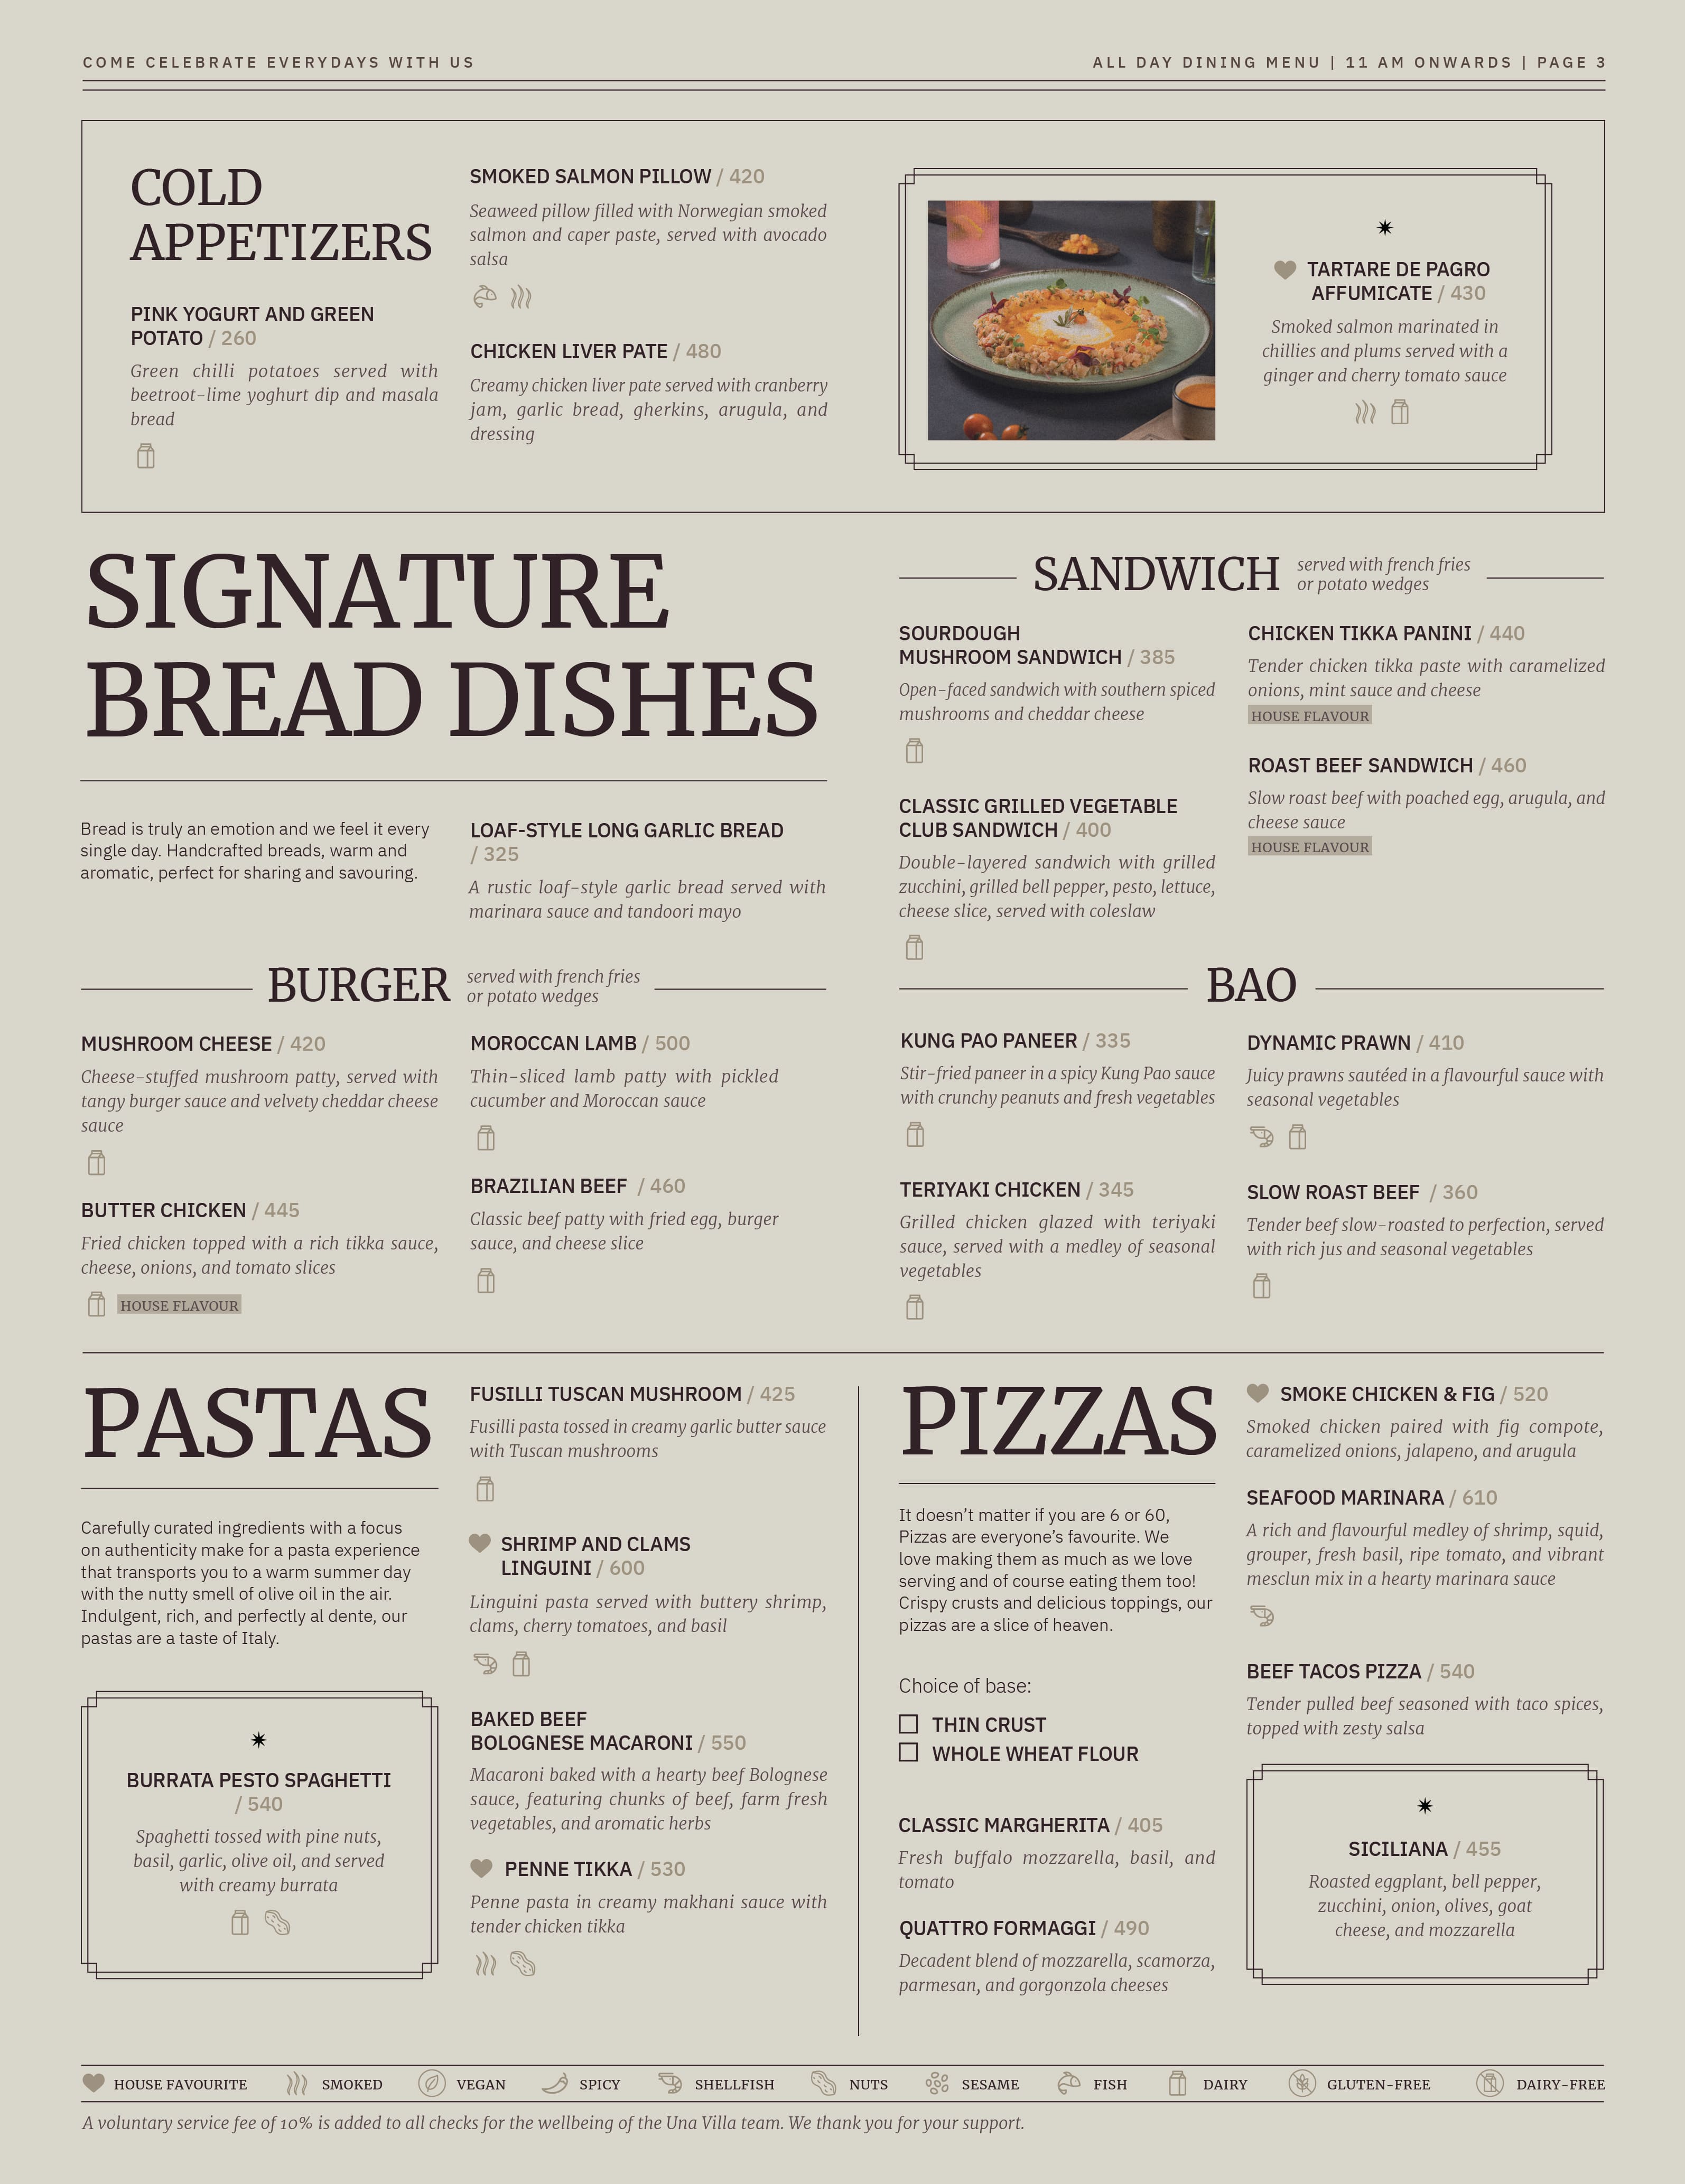 COME CELEBRATE EVERYDAYS WITH US
ALL DAY DINING MENU | 11 AM ONWARDS | PAGE 3
COLD
APPETIZERS
PINK YOGURT AND GREEN
POTATO / 260
Green chilli potatoes served with
beetroot-lime yoghurt dip and masala
bread
SMOKED SALMON PILLOW / 420
Seaweed pillow filled with Norwegian smoked
salmon and caper paste, served with avocado
salsa
CHICKEN LIVER PATE / 480
Creamy chicken liver pate served with cranberry
jam, garlic bread, gherkins, arugula, and
dressing
TARTARE DE PAGRO
AFFUMICATE / 430
Smoked salmon marinated in
chillies and plums served with a
ginger and cherry tomato sauce
SIGNATURE
BREAD DISHES
Bread is truly an emotion and we feel it every
single day. Handcrafted breads, warm and
aromatic, perfect for sharing and savouring.
LOAF-STYLE LONG GARLIC BREAD
/ 325
A rustic loaf-style garlic bread served with
marinara sauce and tandoori mayo
SANDWICH
served with french fries
or potato wedges
SOURDOUGH
MUSHROOM SANDWICH / 385
Open-faced sandwich with southern spiced
mushrooms and cheddar cheese
CLASSIC GRILLED VEGETABLE
CLUB SANDWICH / 400
Double-layered sandwich with grilled
zucchini, grilled bell pepper, pesto, lettuce,
cheese slice, served with coleslaw
CHICKEN TIKKA PANINI / 440
Tender chicken tikka paste with caramelized
onions, mint sauce and cheese
HOUSE FLAVOUR
ROAST BEEF SANDWICH / 460
Slow roast beef with poached egg, arugula, and
cheese sauce
HOUSE FLAVOUR
BURGER
served with french fries
or potato wedges
MUSHROOM CHEESE / 420
Cheese-stuffed mushroom patty, served with
tangy burger sauce and velvety cheddar cheese
sauce
BUTTER CHICKEN / 445
Fried chicken topped with a rich tikka sauce,
cheese, onions, and tomato slices
HOUSE FLAVOUR
MOROCCAN LAMB / 500
Thin-sliced lamb patty with pickled
cucumber and Moroccan sauce
BRAZILIAN BEEF / 460
Classic beef patty with fried egg, burger
sauce, and cheese slice
BAO
KUNG PAO PANEER / 335
Stir-fried paneer in a spicy Kung Pao sauce
with crunchy peanuts and fresh vegetables
TERIYAKI CHICKEN / 345
Grilled chicken glazed with teriyaki
sauce, served with a medley of seasonal
vegetables
DYNAMIC PRAWN / 410
Juicy prawns sautéed in a flavourful sauce with
seasonal vegetables
SLOW ROAST BEEF / 360
Tender beef slow-roasted to perfection, served
with rich jus and seasonal vegetables
PASTAS
Carefully curated ingredients with a focus
on authenticity make for a pasta experience
that transports you to a warm summer day
with the nutty smell of olive oil in the air.
Indulgent, rich, and perfectly al dente, our
pastas are a taste of Italy.
BURRATA PESTO SPAGHETTI
/ 540
Spaghetti tossed with pine nuts,
basil, garlic, olive oil, and served
with creamy burrata
FUSILLI TUSCAN MUSHROOM / 425
Fusilli pasta tossed in creamy garlic butter sauce
with Tuscan mushrooms
SHRIMP AND CLAMS
LINGUINI / 600
Linguini pasta served with buttery shrimp,
clams, cherry tomatoes, and basil
BAKED BEEF
BOLOGNESE MACARONI / 550
Macaroni baked with a hearty beef Bolognese
sauce, featuring chunks of beef, farm fresh
vegetables, and aromatic herbs
PENNE TIKKA / 530
Penne pasta in creamy makhani sauce with
tender chicken tikka
PIZZAS
It doesn’t matter if you are 6 or 60,
Pizzas are everyone’s favourite. We
love making them as much as we love
serving and of course eating them too!
Crispy crusts and delicious toppings, our
pizzas are a slice of heaven.
Choice of base:
THIN CRUST
WHOLE WHEAT FLOUR
CLASSIC MARGHERITA / 405
Fresh buffalo mozzarella, basil, and
tomato
QUATTRO FORMAGGI / 490
Decadent blend of mozzarella, scamorza,
parmesan, and gorgonzola cheeses
SMOKE CHICKEN & FIG / 520
Smoked chicken paired with fig compote,
caramelized onions, jalapeno, and arugula
SEAFOOD MARINARA / 610
A rich and flavourful medley of shrimp, squid,
grouper, fresh basil, ripe tomato, and vibrant
mesclun mix in a hearty marinara sauce
BEEF TACOS PIZZA / 540
Tender pulled beef seasoned with taco spices,
topped with zesty salsa
SICILIANA / 455
Roasted eggplant, bell pepper,
zucchini, onion, olives, goat
cheese, and mozzarella
HOUSE FAVOURITE SMOKED VEGAN SPICY SHELLFISH NUTS SESAME FISH DAIRY GLUTEN-FREE DAIRY-FREE
A voluntary service fee of 10% is added to all checks for the wellbeing of the Una Villa team. We thank you for your support.